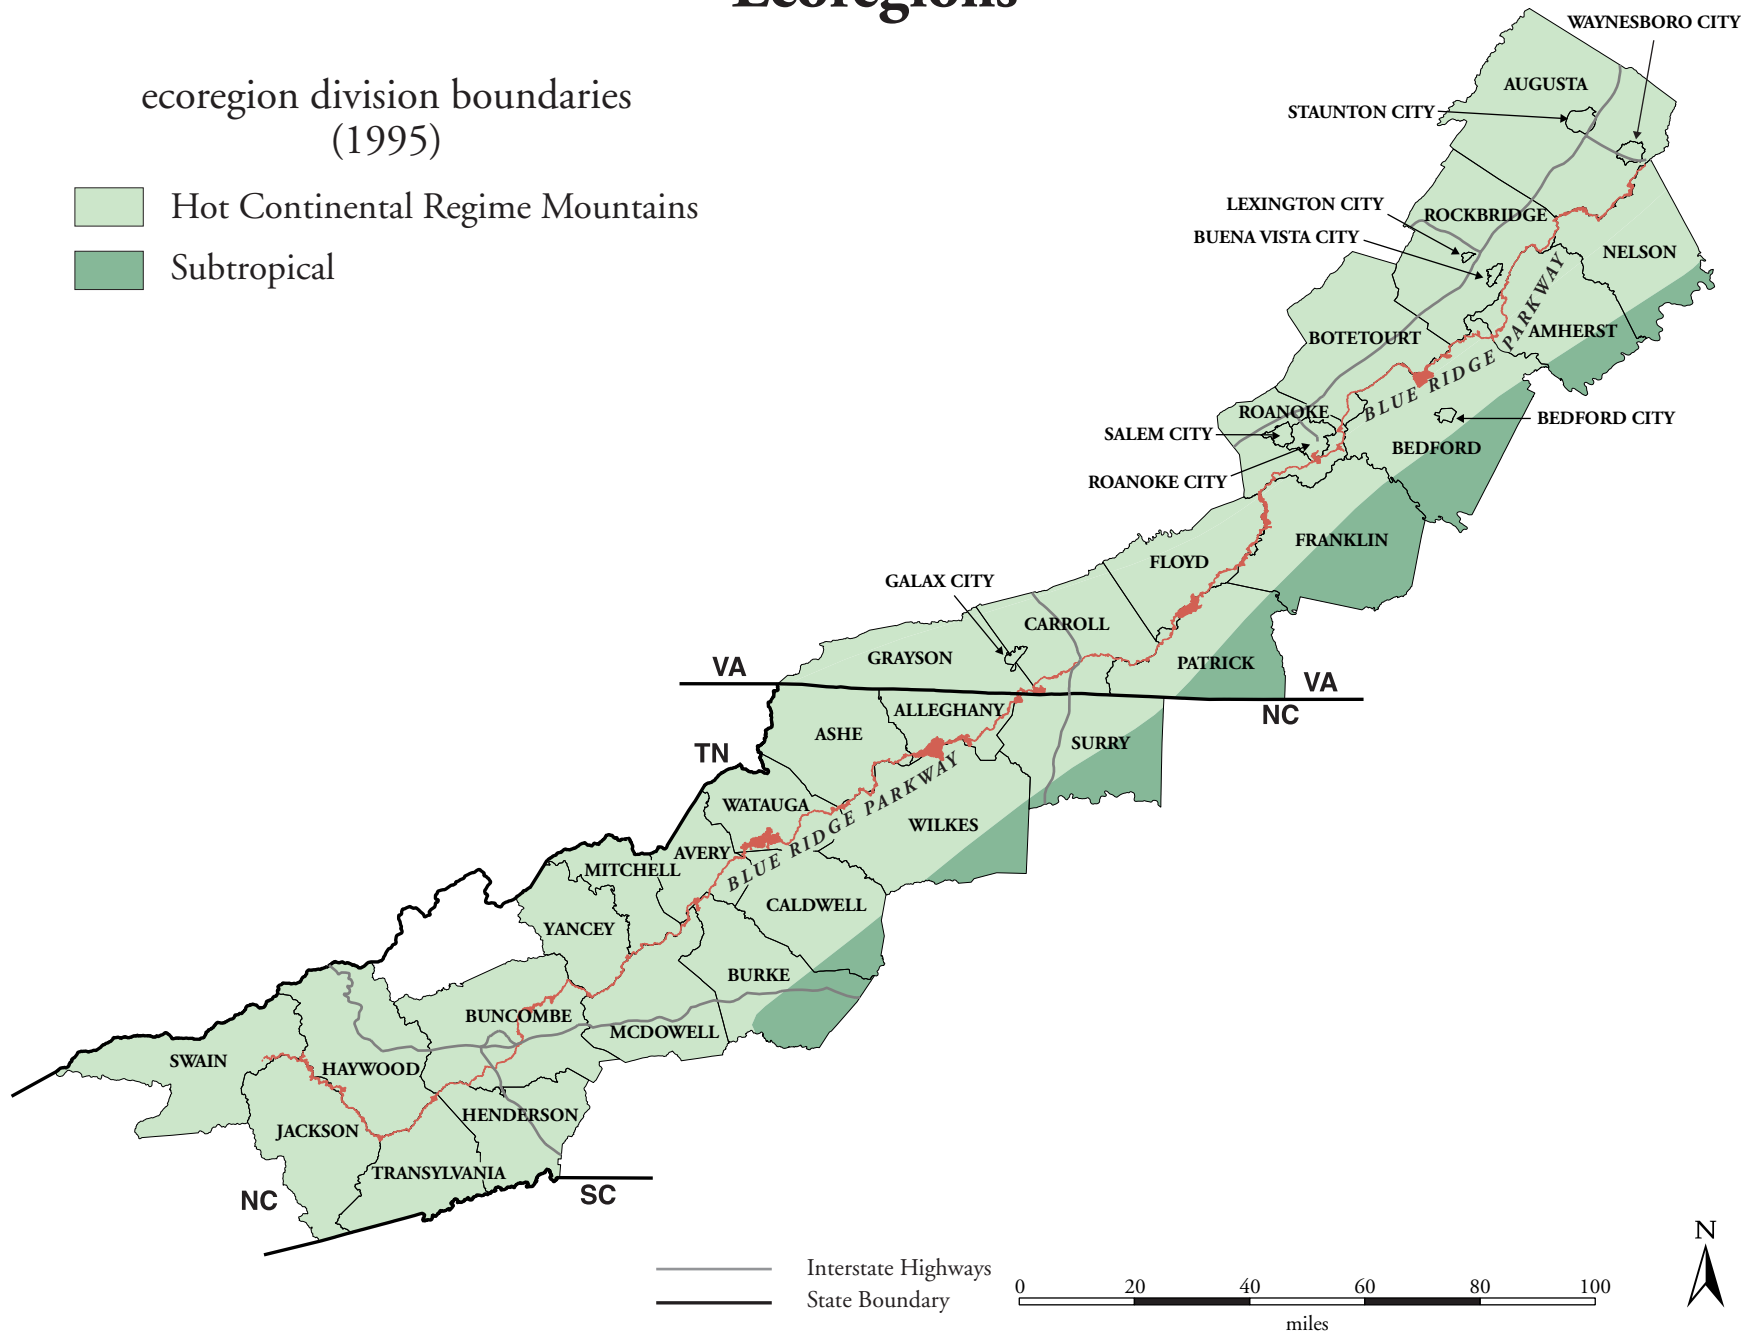 Ecoregions
ecoregion division boundaries
(1995)
Hot Continental Regime Mountains
Subtropical
WAYNESBORO CITY
AUGUSTA
STAUNTON CITY
LEXINGTON CITY
ROCKBRIDGE
BUENA VISTA CITY
NELSON
BOTETOURT
AMHERST
BLUE RIDGE PARKWAY
ROANOKE
SALEM CITY
BEDFORD CITY
BEDFORD
ROANOKE CITY
FRANKLIN
FLOYD
GALAX CITY
CARROLL
GRAYSON
PATRICK
VA
VA
NC
ALLEGHANY
ASHE
SURRY
TN
WATAUGA
BLUE RIDGE PARKWAY
WILKES
AVERY
MITCHELL
CALDWELL
YANCEY
BURKE
BUNCOMBE
MCDOWELL
SWAIN
HAYWOOD
HENDERSON
JACKSON
TRANSYLVANIA
NC
SC
N
Interstate Highways
State Boundary
0 20 40 60 80 100
miles